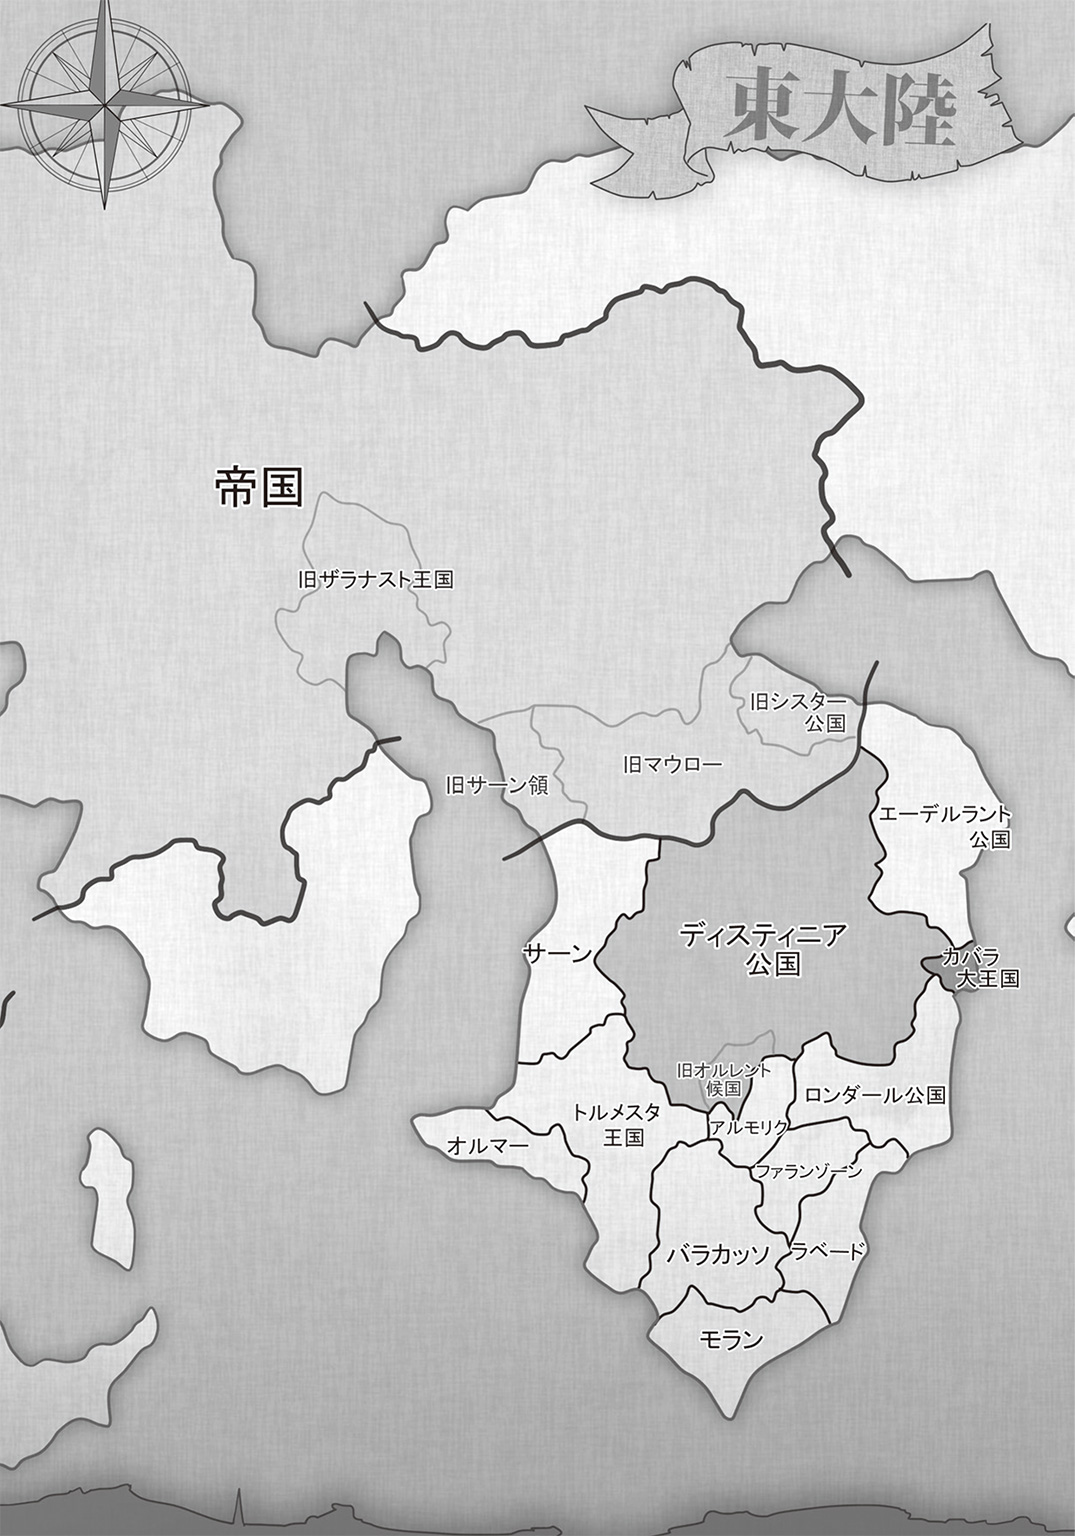 東大陸
帝国
旧ザラナスト王国
旧シスター
公国
旧マウロー
旧サーン領
エーデルラント
公国
ディスティニア
公国
サーン
カバラ
大王国
旧オルレント
候国
ロンダール公国
トルメスタ
王国
アルモリク
オルマー
ファランゾーン
バラカッソ
ラベード
モラン